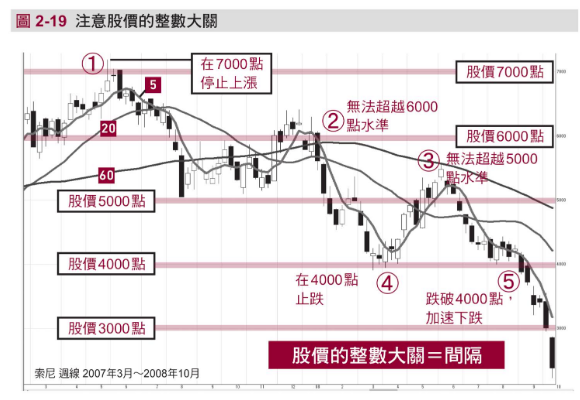 圖 2-19 注意股價的整數大關
①
在7000點
停止上漲
股價7000點
5
②
無法超越6000
點水準
股價6000點
20
③
無法超越5000
點水準
60
股價5000點
股價4000點
在4000點
止跌
④
⑤
跌破4000點，
加速下跌
股價3000點
股價的整數大關＝間隔
索尼 週線 2007年3月～2008年10月